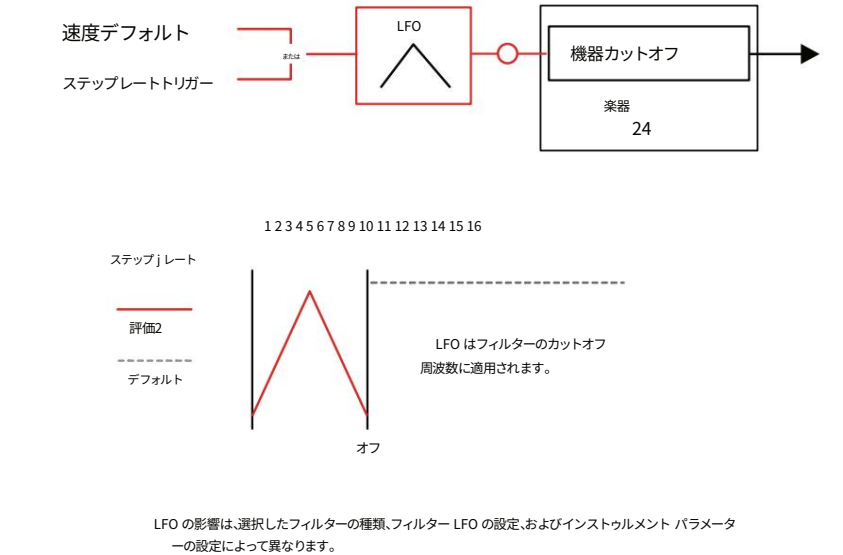 速度デフォルト
または
ステップレートトリガー
LFO
機器カットオフ
楽器
24
1 2 3 4 5 6 7 8 9 10 11 12 13 14 15 16
ステップ j レート
評価2
デフォルト
LFO はフィルターのカットオフ
周波数に適用されます。
オフ
LFO の影響は、選択したフィルターの種類、フィルター LFO の設定、およびインストゥルメント パラメータ
ーの設定によって異なります。